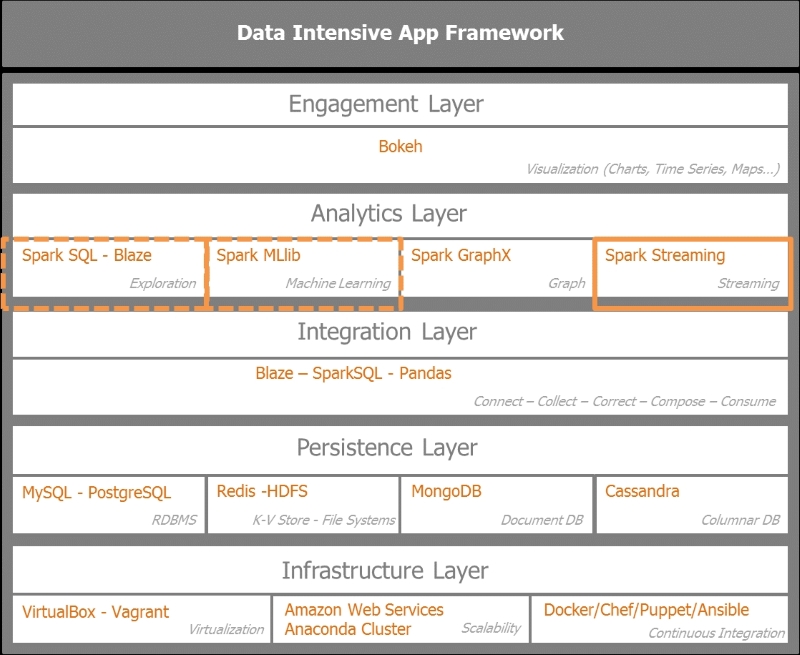 Data Intensive App Framework
Engagement Layer
Bokeh
Visualization (Charts, Time Series, Maps...)
Analytics Layer
Spark SQL - Blaze
Exploration
Spark MLlib
Machine Learning
Spark GraphX
Graph
Spark Streaming
Streaming
Integration Layer
Blaze – SparkSQL - Pandas
Connect – Collect – Correct – Compose – Consume
Persistence Layer
MySQL - PostgreSQL
RDBMS
Redis -HDFS
K-V Store - File Systems
MongoDB
Document DB
Cassandra
Columnar DB
Infrastructure Layer
VirtualBox - Vagrant
Virtualization
Amazon Web Services
Anaconda Cluster
Scalability
Docker/Chef/Puppet/Ansible
Continuous Integration